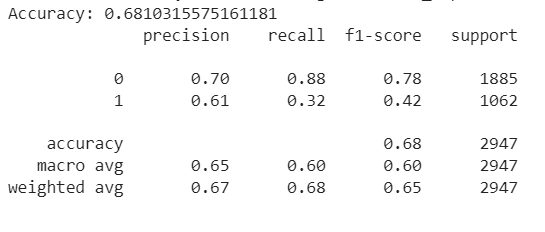 Accuracy: 0.6810315575161181
precision recall f1-score support
0 0.70 0.88 0.78 1885
1 0.61 0.32 0.42 1062
accuracy 0.68 2947
macro avg 0.65 0.60 0.60 2947
weighted avg 0.67 0.68 0.65 2947